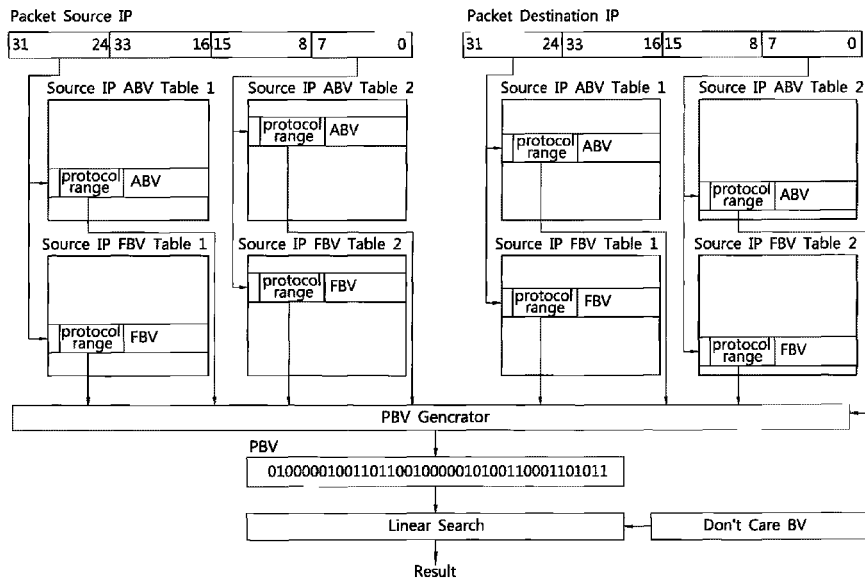 Packet Source IP
Packet Destination IP
31 24 33 16 15 8 7 0
31 24 33 16 15 8 7 0
Source IP ABV Table 1
Source IP ABV Table 2
Source IP ABV Table 1
Source IP ABV Table 2
protocol
range
ABV
protocol
range
ABV
protocol
range
ABV
protocol
range
ABV
Source IP FBV Table 1
Source IP FBV Table 2
Source IP FBV Table 1
Source IP FBV Table 2
protocol
range
FBV
protocol
range
FBV
protocol
range
FBV
protocol
range
FBV
PBV Gencrator
PBV
0100000100110110010000010100110001101011
Linear Search
Don't Care BV
Result